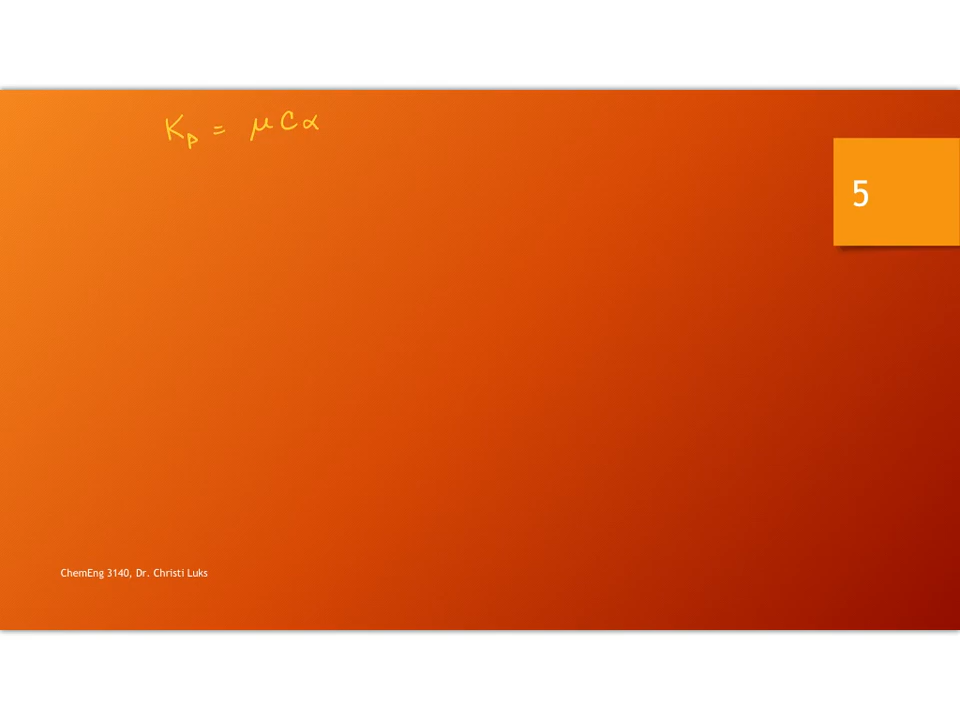 Kp = μCα
5
ChemEng 3140, Dr. Christi Luks